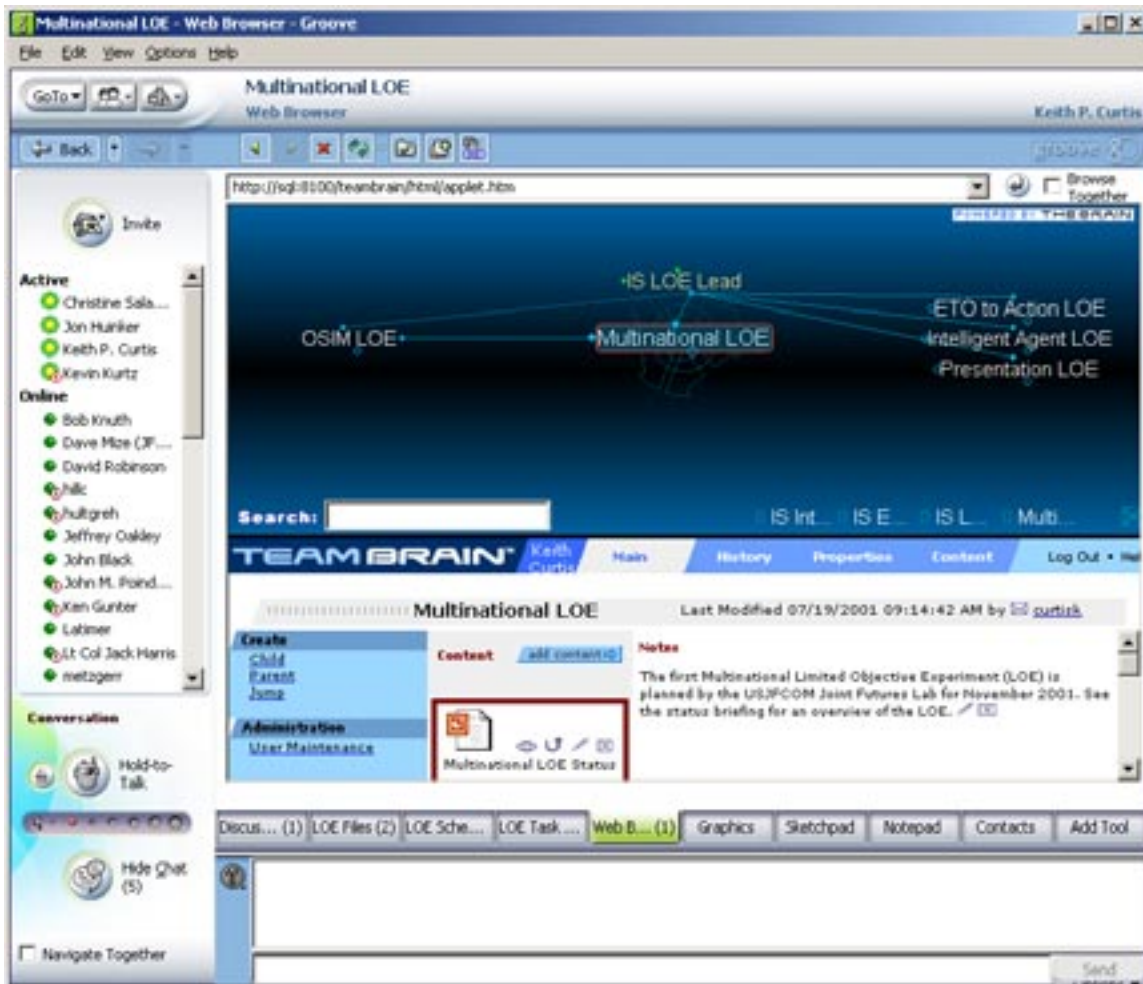 Multinational LOE - Web Browser - Groove
File Edit View Options Help
GoTo
Multinational LOE
Web Browser
Keith P. Curtis
Back
groove
http://sql:8100/teambrain/html/applet.htm
Browse Together
Invite
POWERED BY THEBRAIN
Active
Christine Sala....
Jon Huinker
Keith P. Curtis
Kevin Kurtz
Online
Bob Knuth
Dave Mize (JF....
David Robinson
hillc
hultgreh
Jeffrey Oakley
John Black
John M. Poind....
Ken Gunter
Latimer
Lt Col Jack Harris
metzgerr
IS LOE Lead
OSIM LOE
Multinational LOE
ETO to Action LOE
Intelligent Agent LOE
Presentation LOE
Search:
IS Int... IS E... IS L... Multi...
TEAMBRAIN
Keith Curtis
Main
History
Properties
Content
Log Out •
Multinational LOE
Last Modified 07/19/2001 09:14:42 AM by curtisk
Create
Child
Parent
Jump
Administration
User Maintenance
Content
add content
Multinational LOE Status
Notes
The first Multinational Limited Objective Experiment (LOE) is
planned by the USJFCOM Joint Futures Lab for November 2001. See
the status briefing for an overview of the LOE.
Conversation
Hold-to-
Talk
Hide Chat
(5)
Navigate Together
Discus... (1) LOE Files (2) LOE Sche... LOE Task .... Web B... (1) Graphics Sketchpad Notepad Contacts Add Tool
Send